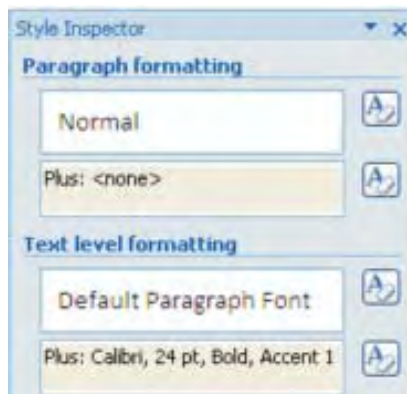 Style Inspector
Paragraph formatting
Normal
Plus: <none>
Text level formatting
Default Paragraph Font
Plus: Calibri, 24 pt, Bold, Accent 1